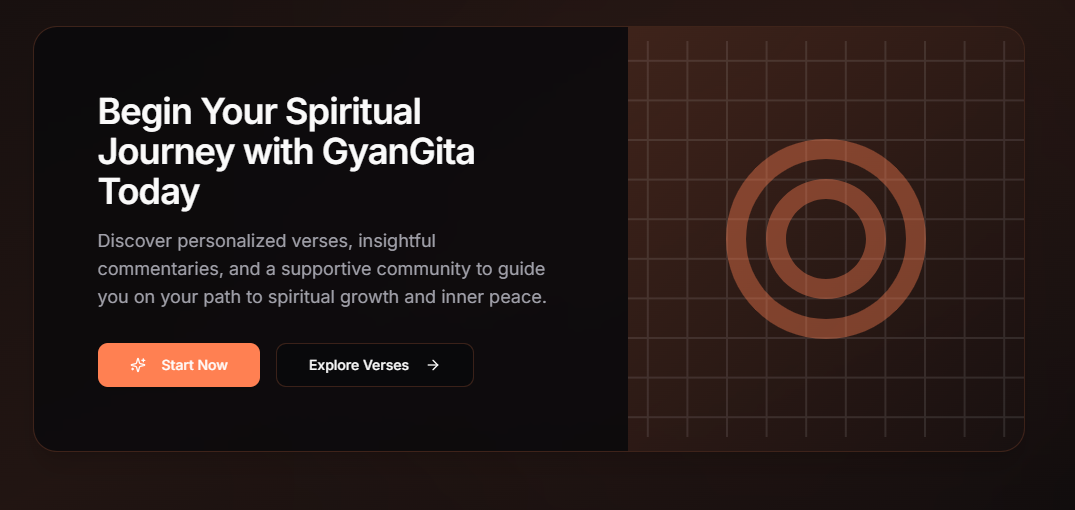 Begin Your Spiritual
Journey with GyanGita
Today
Discover personalized verses, insightful
commentaries, and a supportive community to guide
you on your path to spiritual growth and inner peace.
Start Now
Explore Verses